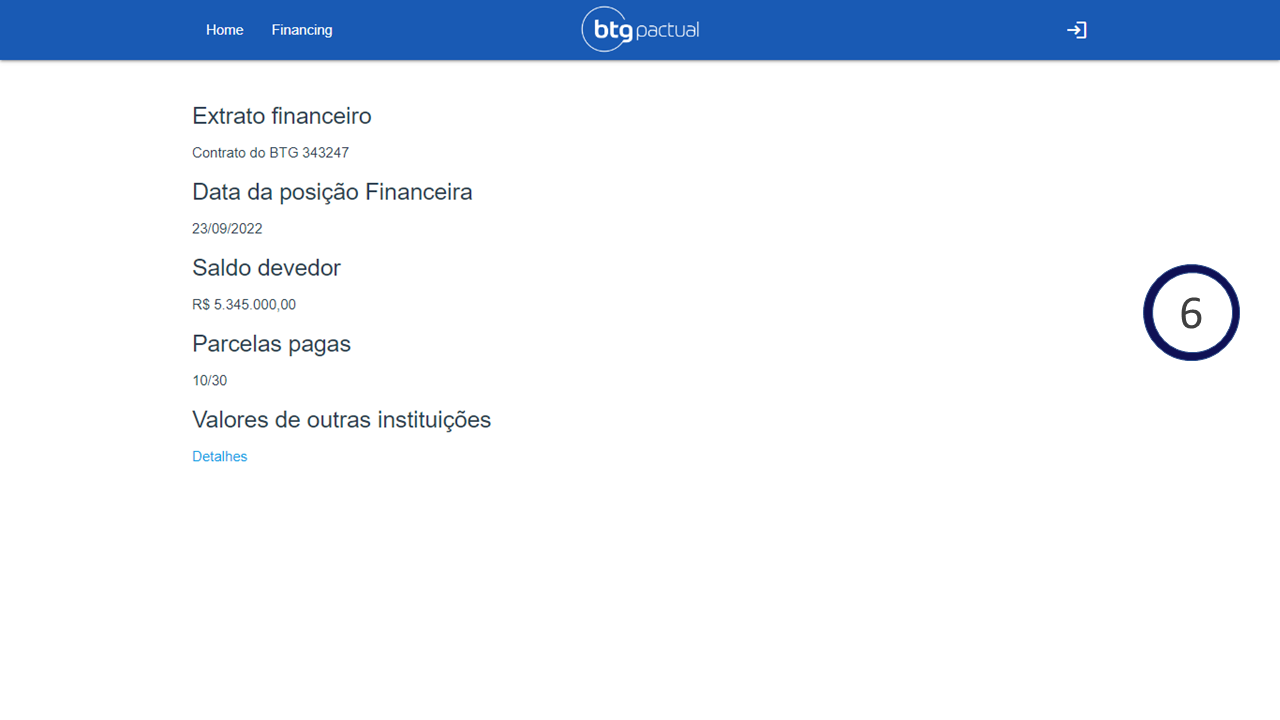 Home Financing btg pactual
Extrato financeiro
Contrato do BTG 343247
Data da posição Financeira
23/09/2022
Saldo devedor
R$ 5.345.000,00
6
Parcelas pagas
10/30
Valores de outras instituições
Detalhes